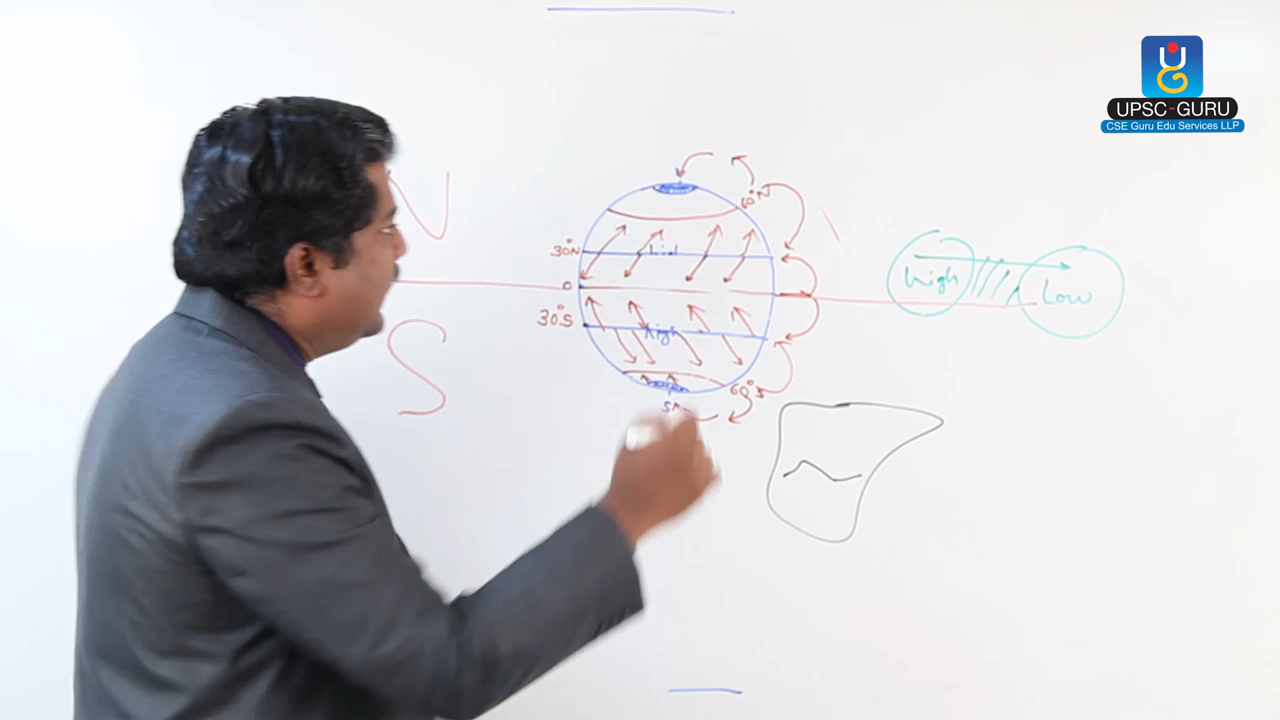 UPSC-GURU
CSE Guru Edu Services LLP
N
60°N
30°N
high
Low
0
30°S
high
60°S
S
S